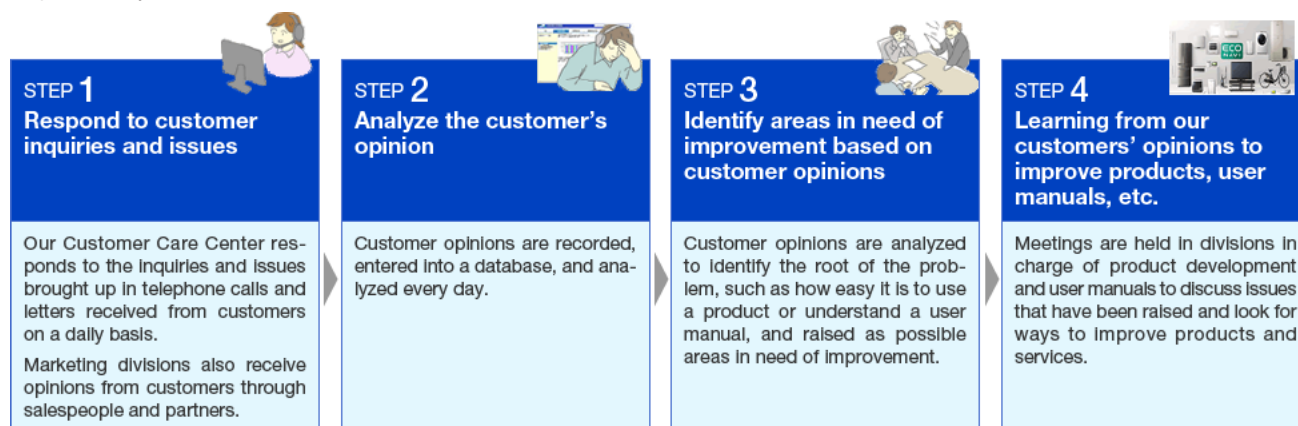 STEP 1
Respond to customer
inquiries and issues
Our Customer Care Center res-
ponds to the inquiries and issues
brought up in telephone calls and
letters received from customers
on a daily basis.
Marketing divisions also receive
opinions from customers through
salespeople and partners.
STEP 2
Analyze the customer's
opinion
Customer opinions are recorded,
entered into a database, and ana-
lyzed every day.
STEP 3
Identify areas in need of
improvement based on
customer opinions
Customer opinions are analyzed
to identify the root of the prob-
lem, such as how easy it is to use
a product or understand a user
manual, and raised as possible
areas in need of improvement.
ECO
NAVI
STEP 4
Learning from our
customers' opinions to
improve products, user
manuals, etc.
Meetings are held in divisions in
charge of product development
and user manuals to discuss issues
that have been raised and look for
ways to improve products and
services.